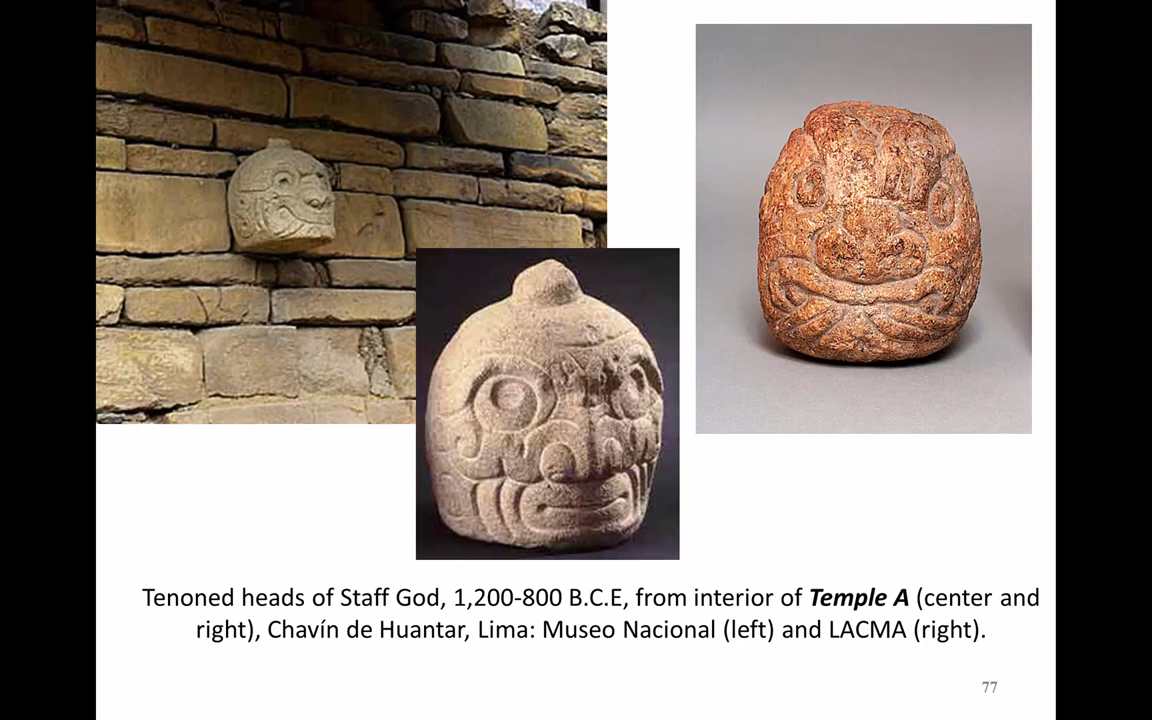 Tenoned heads of Staff God, 1,200-800 B.C.E, from interior of Temple A (center and
right), Chavín de Huantar, Lima: Museo Nacional (left) and LACMA (right).
77